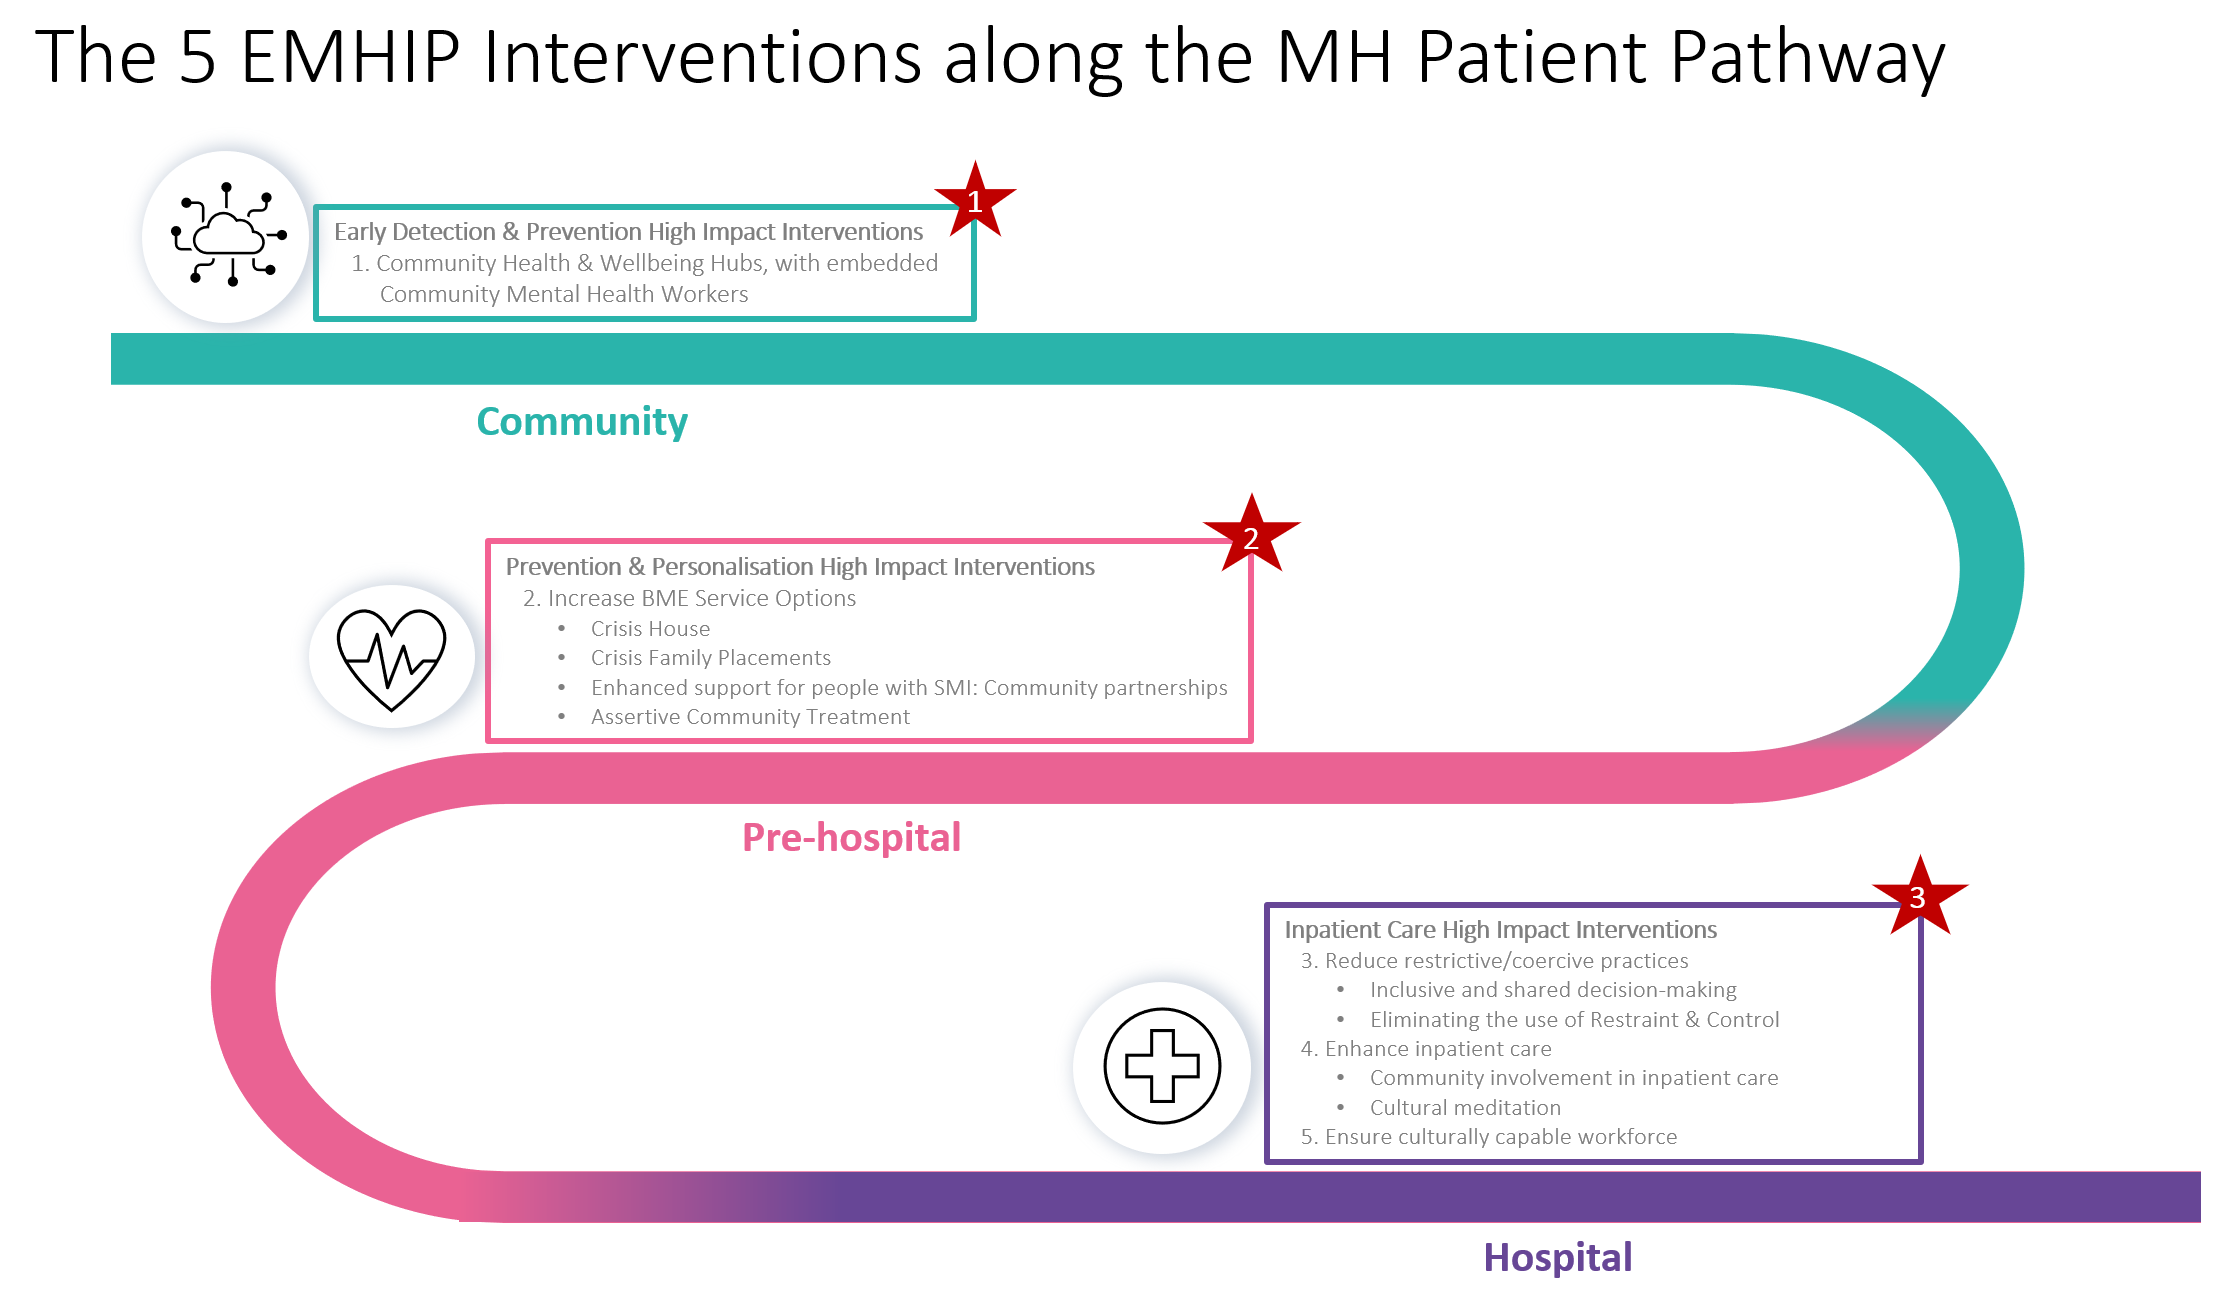 The 5 EMHIP Interventions along the MH Patient Pathway
1
Early Detection & Prevention High Impact Interventions
1. Community Health & Wellbeing Hubs, with embedded
Community Mental Health Workers
Community
2
Prevention & Personalisation High Impact Interventions
2. Increase BME Service Options
• Crisis House
• Crisis Family Placements
• Enhanced support for people with SMI: Community partnerships
• Assertive Community Treatment
Pre-hospital
3
Inpatient Care High Impact Interventions
3. Reduce restrictive/coercive practices
• Inclusive and shared decision-making
• Eliminating the use of Restraint & Control
4. Enhance inpatient care
• Community involvement in inpatient care
• Cultural meditation
5. Ensure culturally capable workforce
Hospital